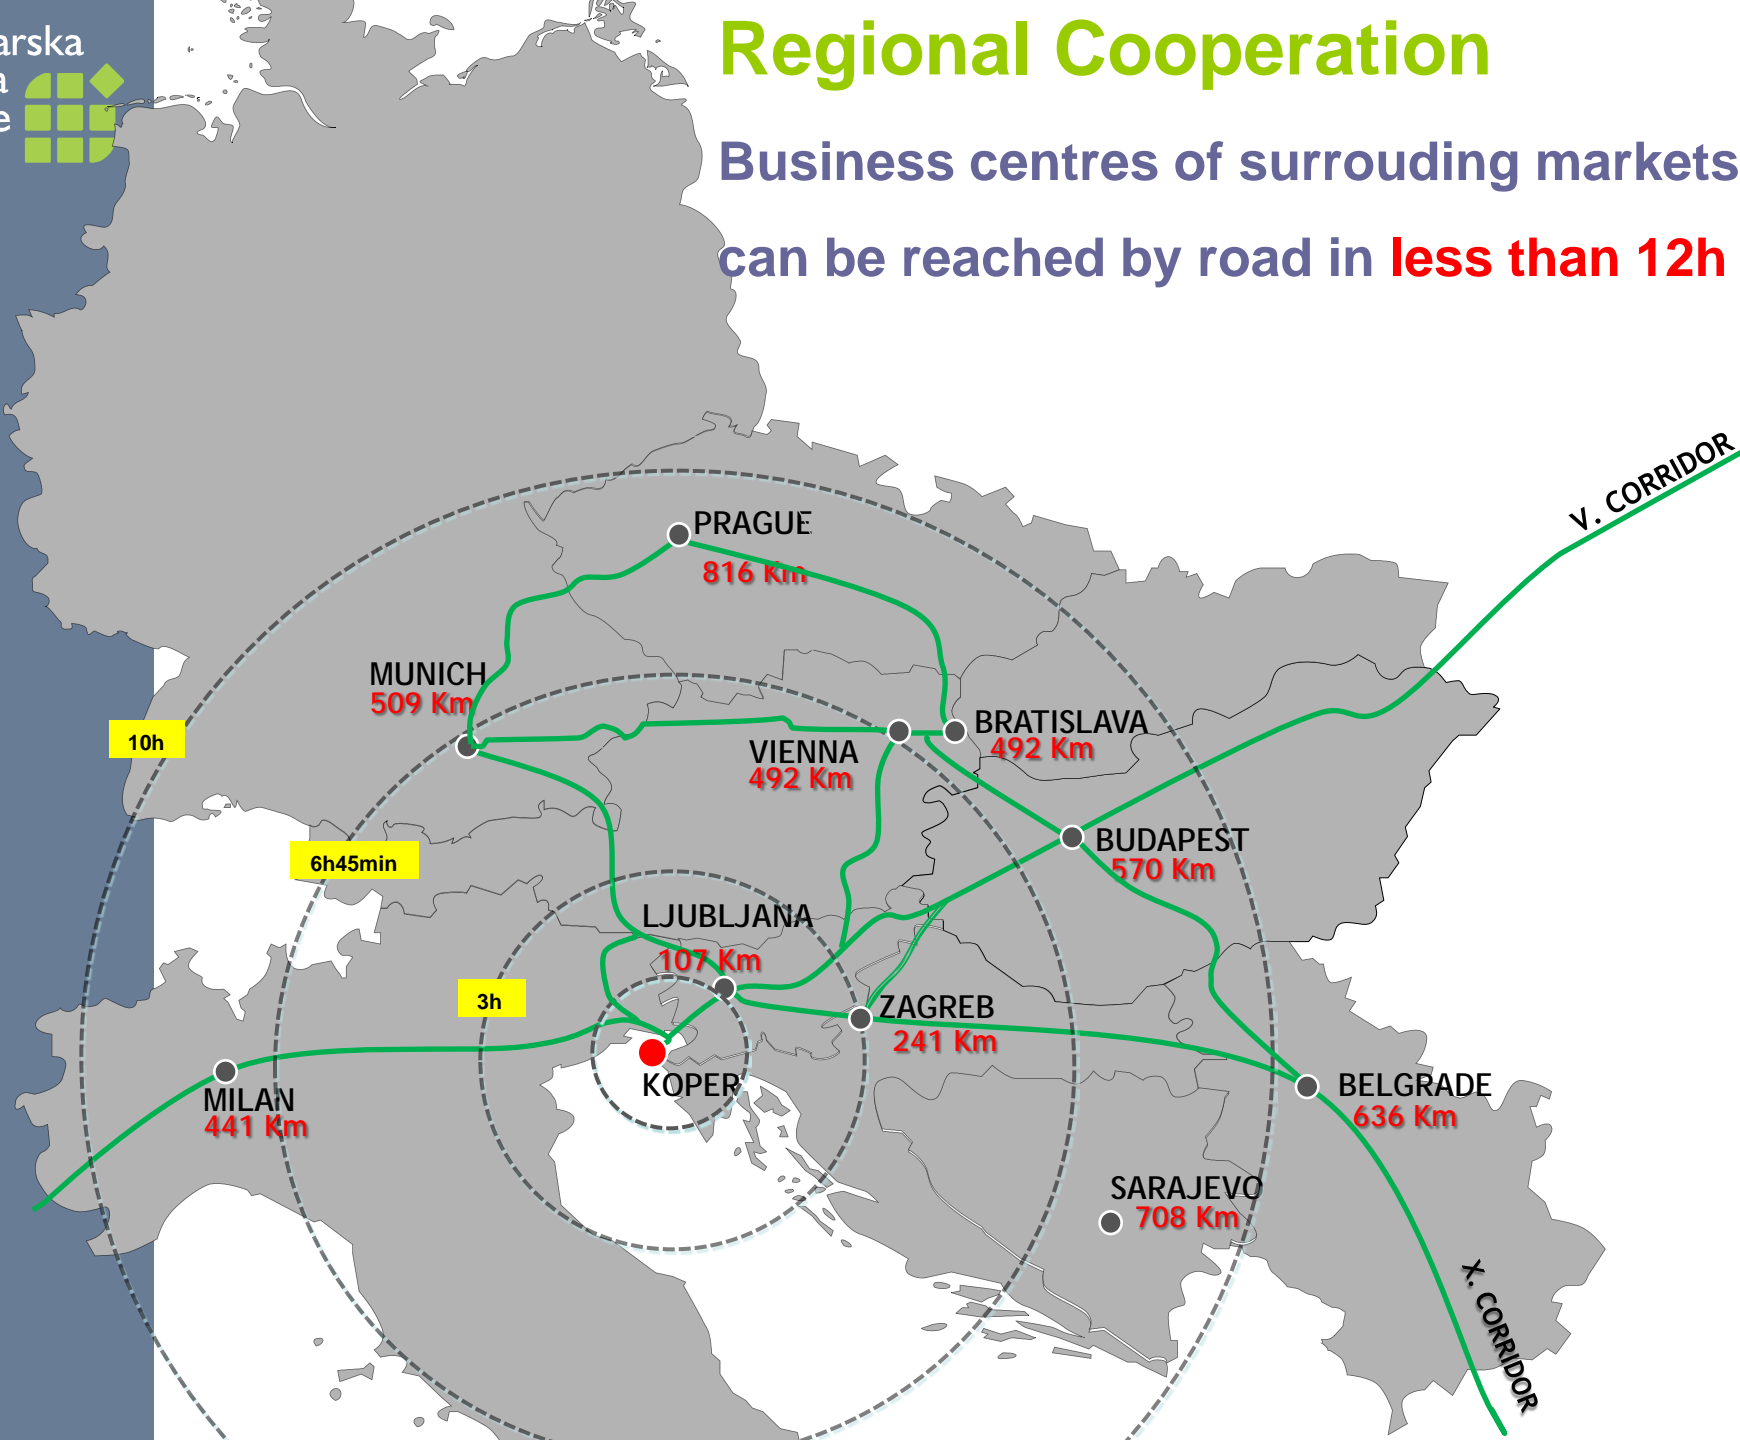 arska
a
e
Regional Cooperation
Business centres of surrouding markets
can be reached by road in less than 12h
V. CORRIDOR
PRAGUE
816 Km
MUNICH
509 Km
10h
BRATISLAVA
492 Km
VIENNA
492 Km
6h45min
BUDAPEST
570 Km
LJUBLJANA
107 Km
3h
ZAGREB
241 Km
KOPER
MILAN
441 Km
BELGRADE
636 Km
SARAJEVO
708 Km
X. CORRIDOR